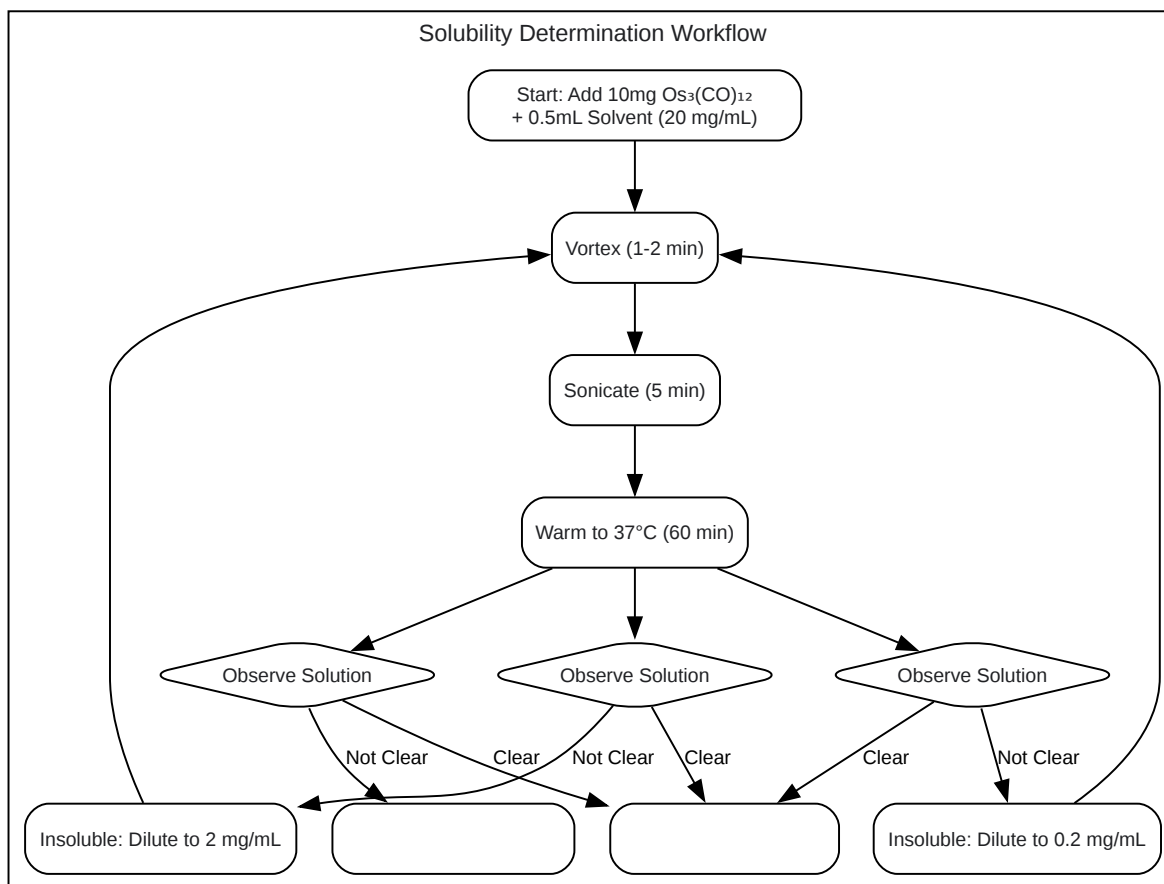 Solubility Determination Workflow
Start: Add 10mg Os₃(CO)₁₂
+ 0.5mL Solvent (20 mg/mL)
Vortex (1-2 min)
Sonicate (5 min)
Warm to 37°C (60 min)
Observe Solution
Observe Solution
Observe Solution
Not Clear
Clear
Not Clear
Clear
Clear
Not Clear
Insoluble: Dilute to 2 mg/mL
Insoluble: Dilute to 0.2 mg/mL